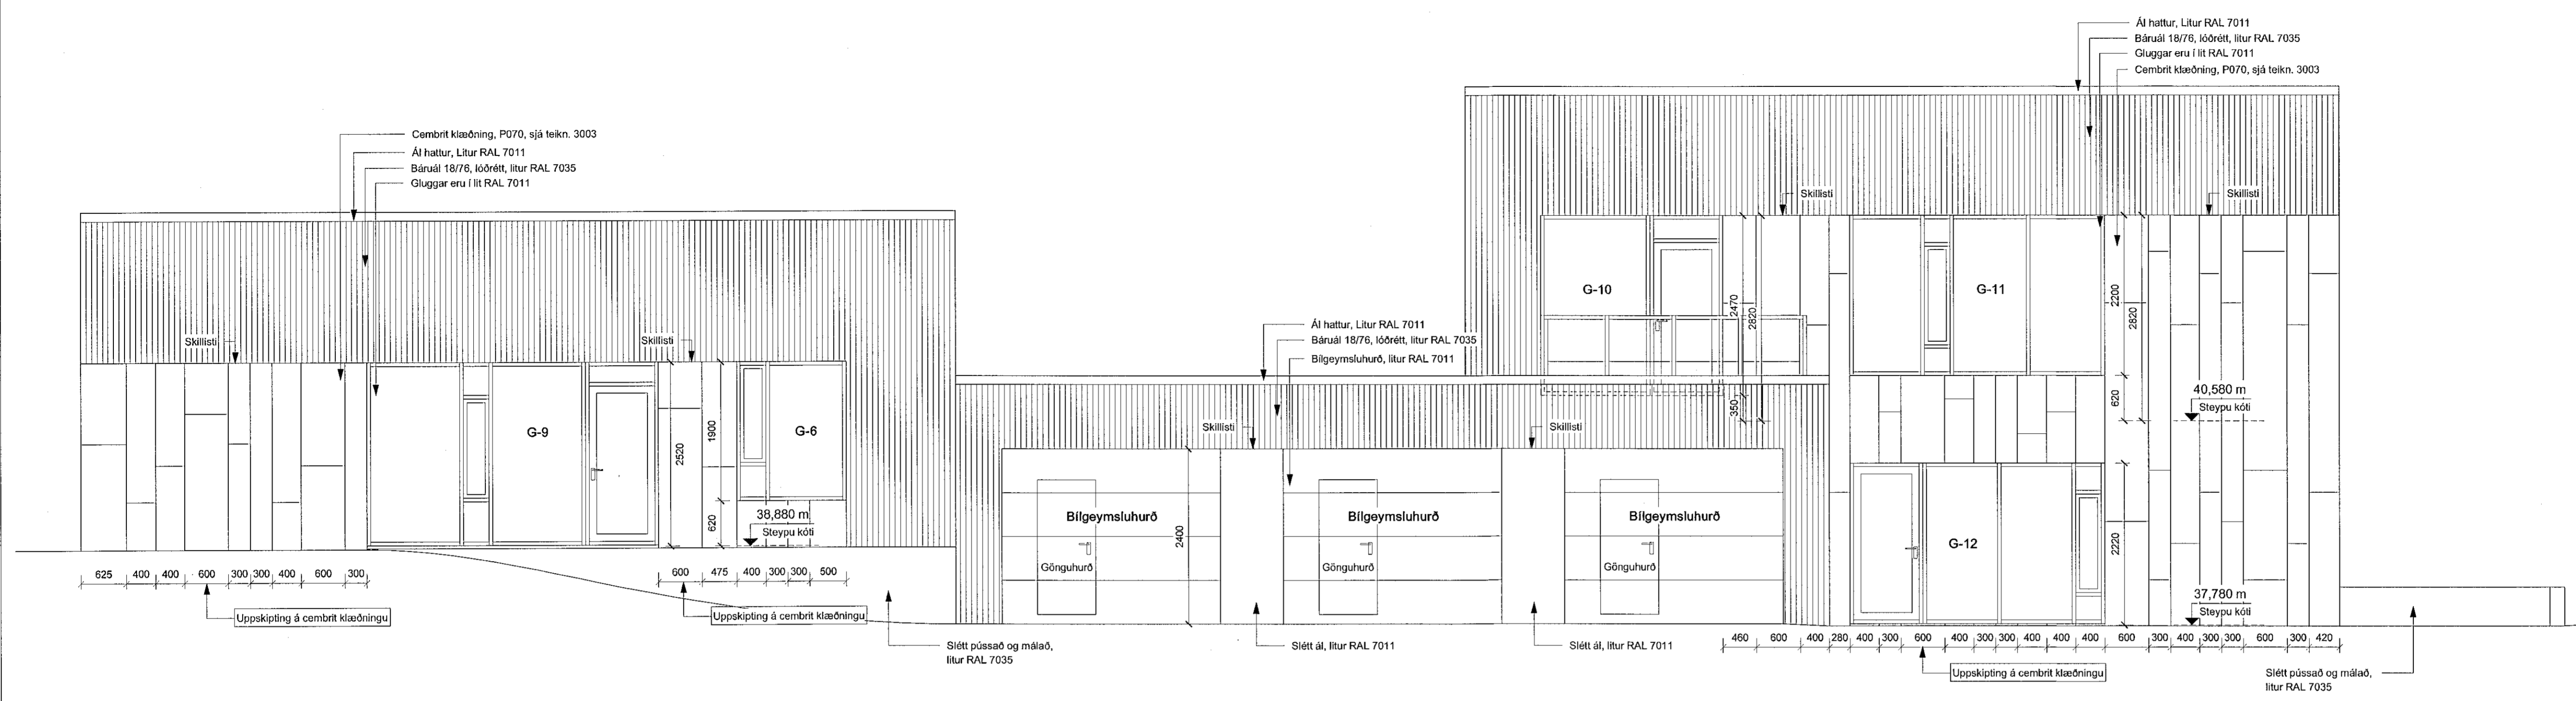 Ál hattur, Litur RAL 7011
Báruál 18/76, lóðrétt, litur RAL 7035
Gluggar eru í lit RAL 7011
Cembrit klæðning, P070, sjá teikn. 3003
Cembrit klæðning, P070, sjá teikn. 3003
Ál hattur, Litur RAL 7011
Báruál 18/76, lóðrétt, litur RAL 7035
Gluggar eru í lit RAL 7011
Skillisti
Skillisti
G-10
G-11
2470
2820
2200
2820
Ál hattur, Litur RAL 7011
Báruál 18/76, lóðrétt, litur RAL 7035
Bílgeymsluhurð, litur RAL 7011
Skillisti
Skillisti
40,580 m
Steypu kóti
350
620
G-9
1900
2520
G-6
Skillisti
Skillisti
38,880 m
Steypu kóti
620
Bílgeymsluhurð
Bílgeymsluhurð
Bílgeymsluhurð
2400
Gönguhurð
Gönguhurð
Gönguhurð
G-12
2220
37,780 m
Steypu kóti
625 400 400 600 300 300 400 600 300
600 475 400 300 300 500
Uppskipting á cembrit klæðningu
Uppskipting á cembrit klæðningu
460 600 400 280 400 300 600 400 300 300 400 400 400 600 300 400 300 300 600 300 420
Slétt pússað og málað,
litur RAL 7035
Slétt ál, litur RAL 7011
Slétt ál, litur RAL 7011
Uppskipting á cembrit klæðningu
Slétt pússað og málað,
litur RAL 7035